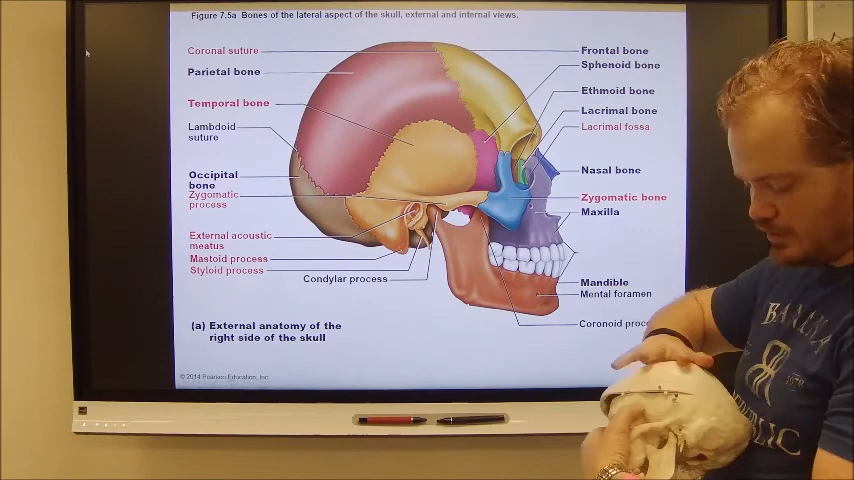 Figure 7.5a Bones of the lateral aspect of the skull, external and internal views.
Coronal suture
Parietal bone
Temporal bone
Lambdoid
suture
Occipital
bone
Zygomatic
process
External acoustic
meatus
Mastoid process
Styloid process
Condylar process
Frontal bone
Sphenoid bone
Ethmoid bone
Lacrimal bone
Lacrimal fossa
Nasal bone
Zygomatic bone
Maxilla
Mandible
Mental foramen
Coronoid proc
(a) External anatomy of the
right side of the skull
© 2014 Pearson Education, Inc.
BANANA
R
REPUBLIC